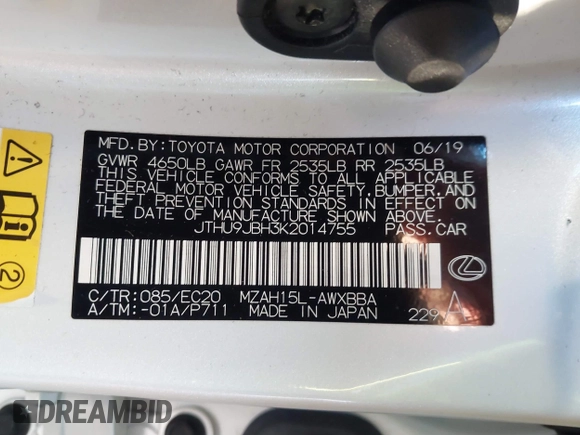 MFD. BY: TOYOTA MOTOR CORPORATION 06/19
GVWR 4650LB GAWR FR 2535LB RR 2535LB
THIS VEHICLE CONFORMS TO ALL APPLICABLE
FEDERAL MOTOR VEHICLE SAFETY, BUMPER, AND
THEFT PREVENTION STANDARDS IN EFFECT ON
THE DATE OF MANUFACTURE SHOWN ABOVE.
JTHU9JBH3K2014755 PASS. CAR
C/TR: 085/EC20 MZAH15L-AWXBBA
A/TM: -01A/P711 MADE IN JAPAN 229 A
2
DREAMBID